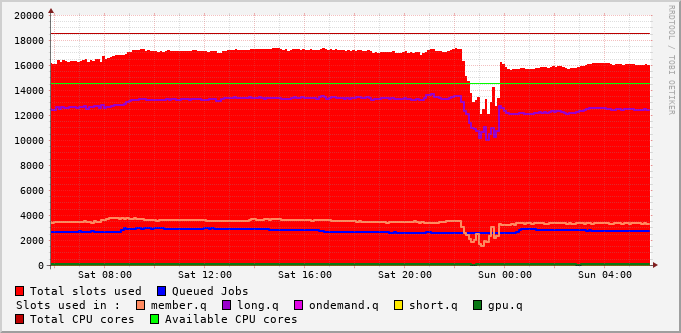 20000
18000
16000
14000
12000
10000
8000
6000
4000
2000
0
Sat 08:00 Sat 12:00 Sat 16:00 Sat 20:00 Sun 00:00 Sun 04:00
RRDTOOL / TOBI OETIKER
Total slots used Queued Jobs
Slots used in : member.q long.q ondemand.q short.q gpu.q
Total CPU cores Available CPU cores